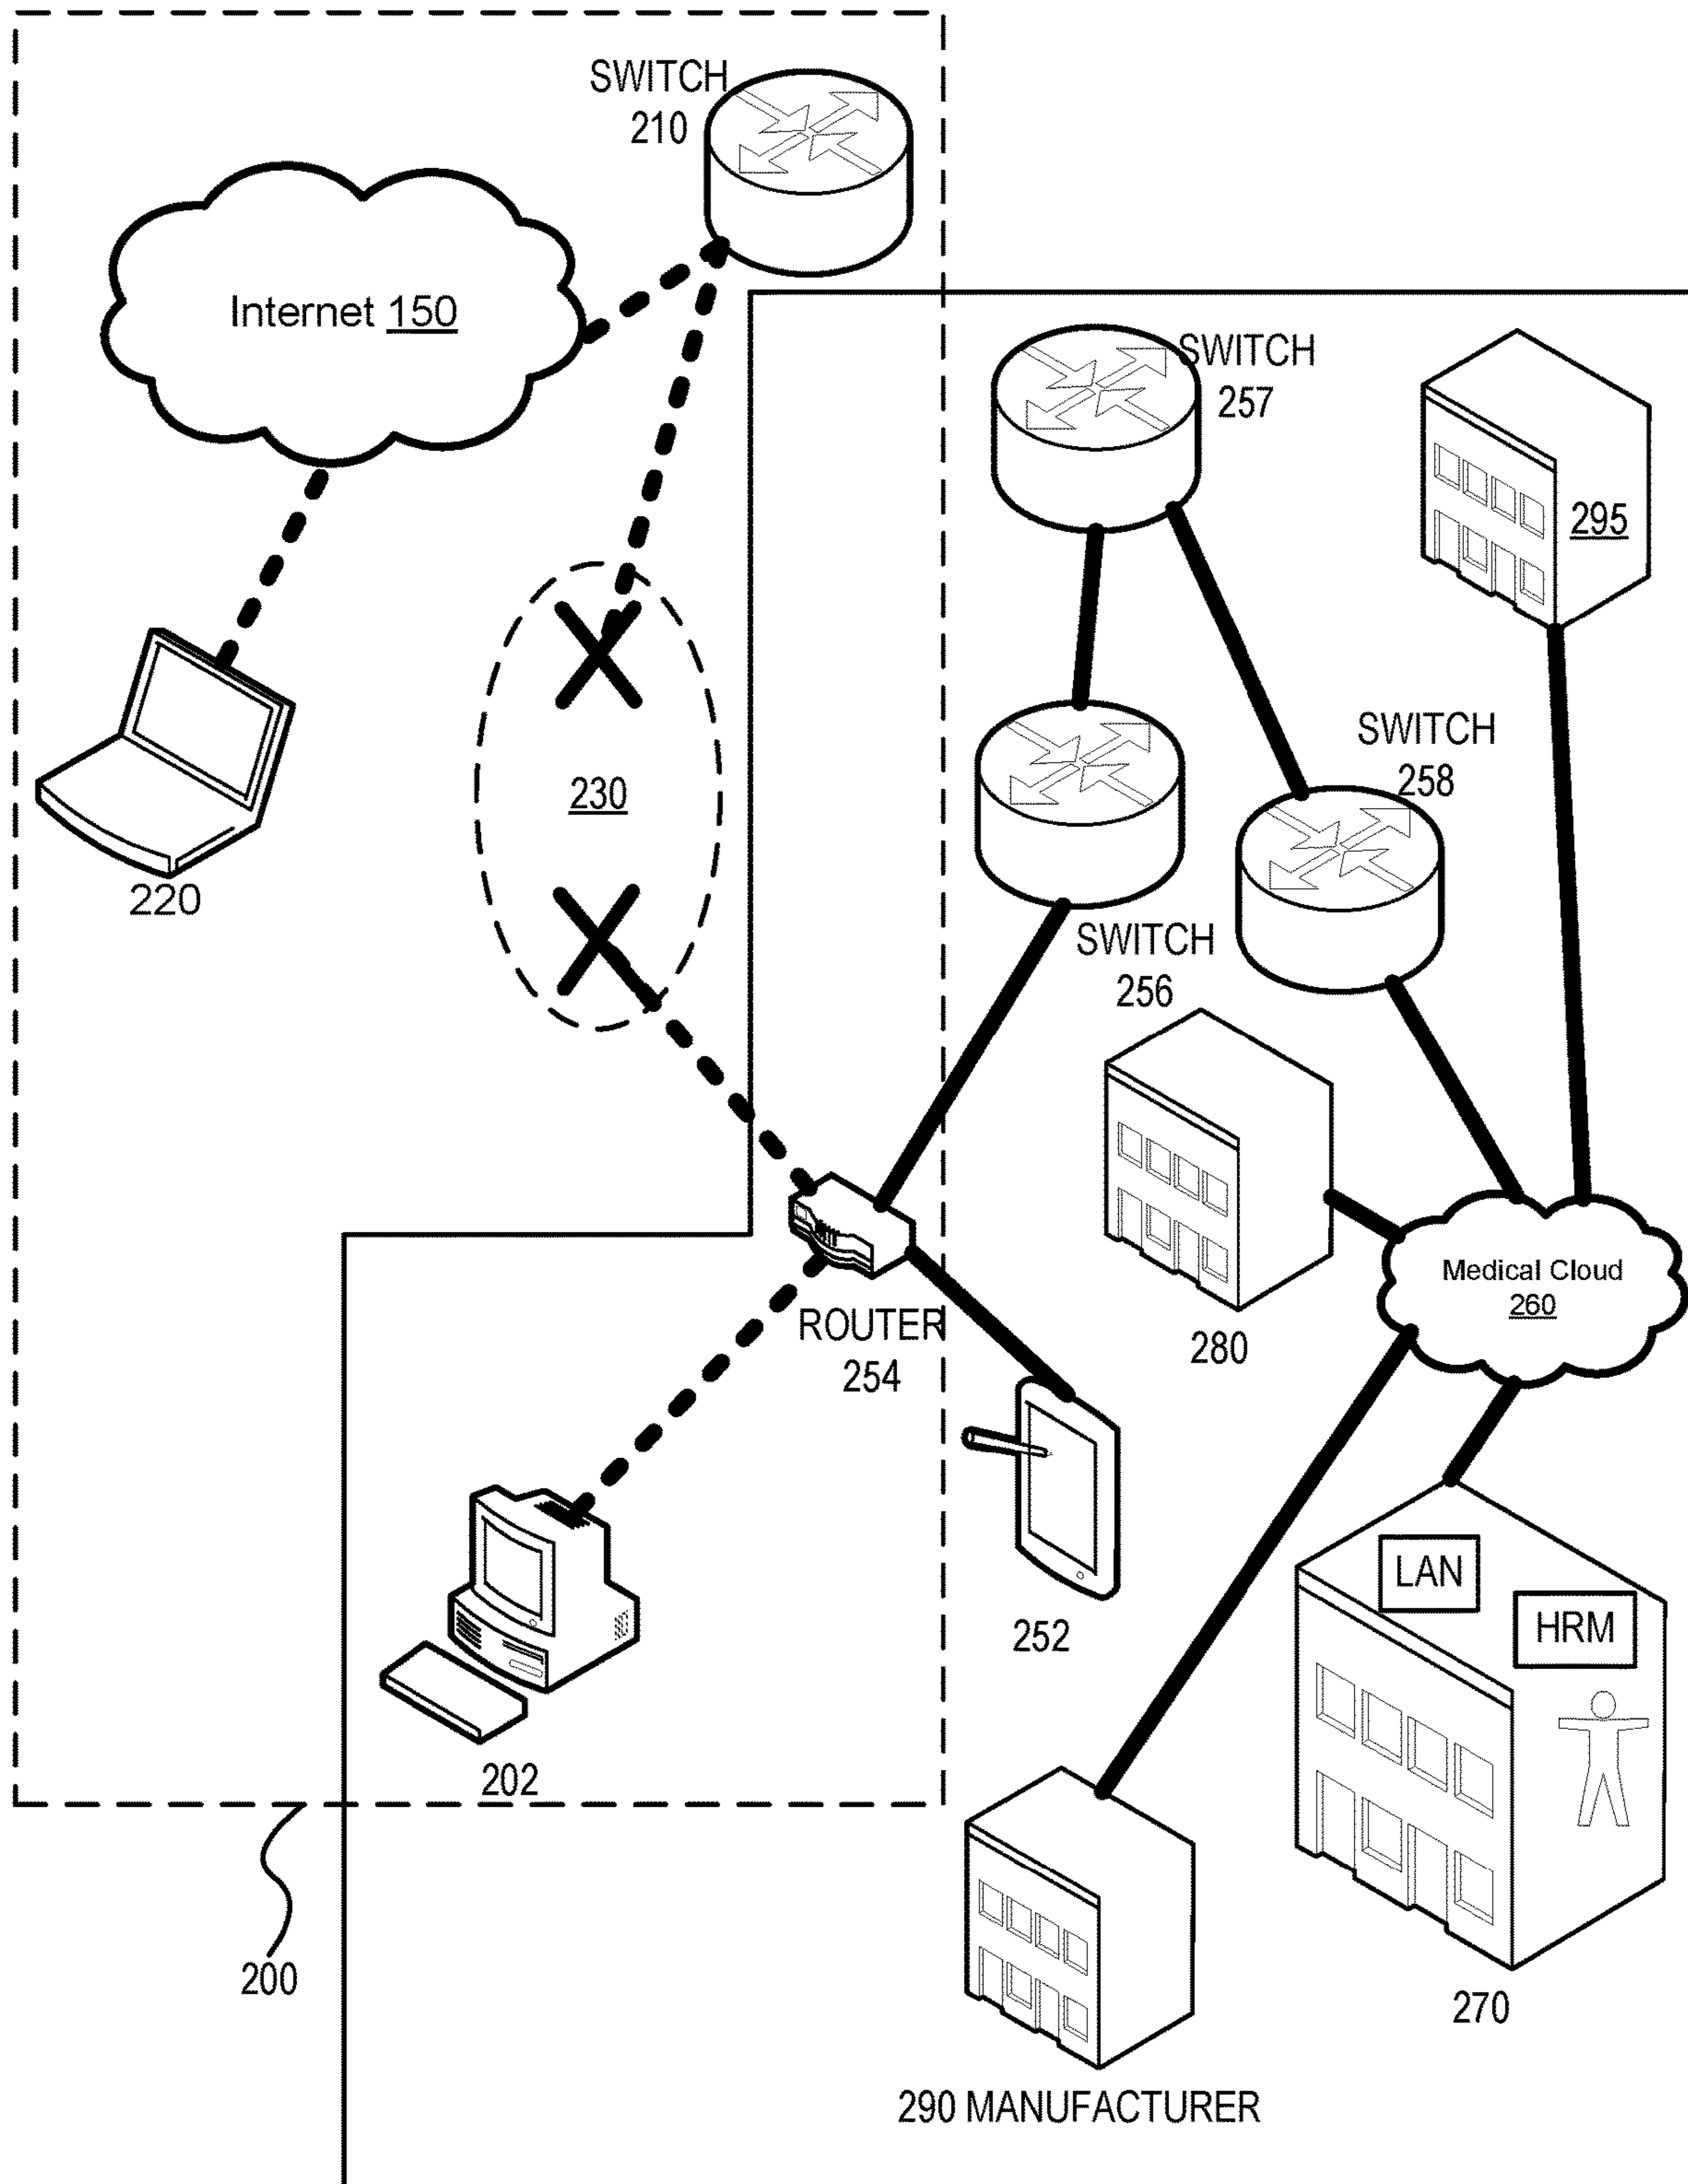 SWITCH
210
Internet 150
SWITCH
257
295
SWITCH
258
230
220
SWITCH
256
Medical Cloud
260
ROUTER
254
280
252
LAN
HRM
202
200
270
290 MANUFACTURER